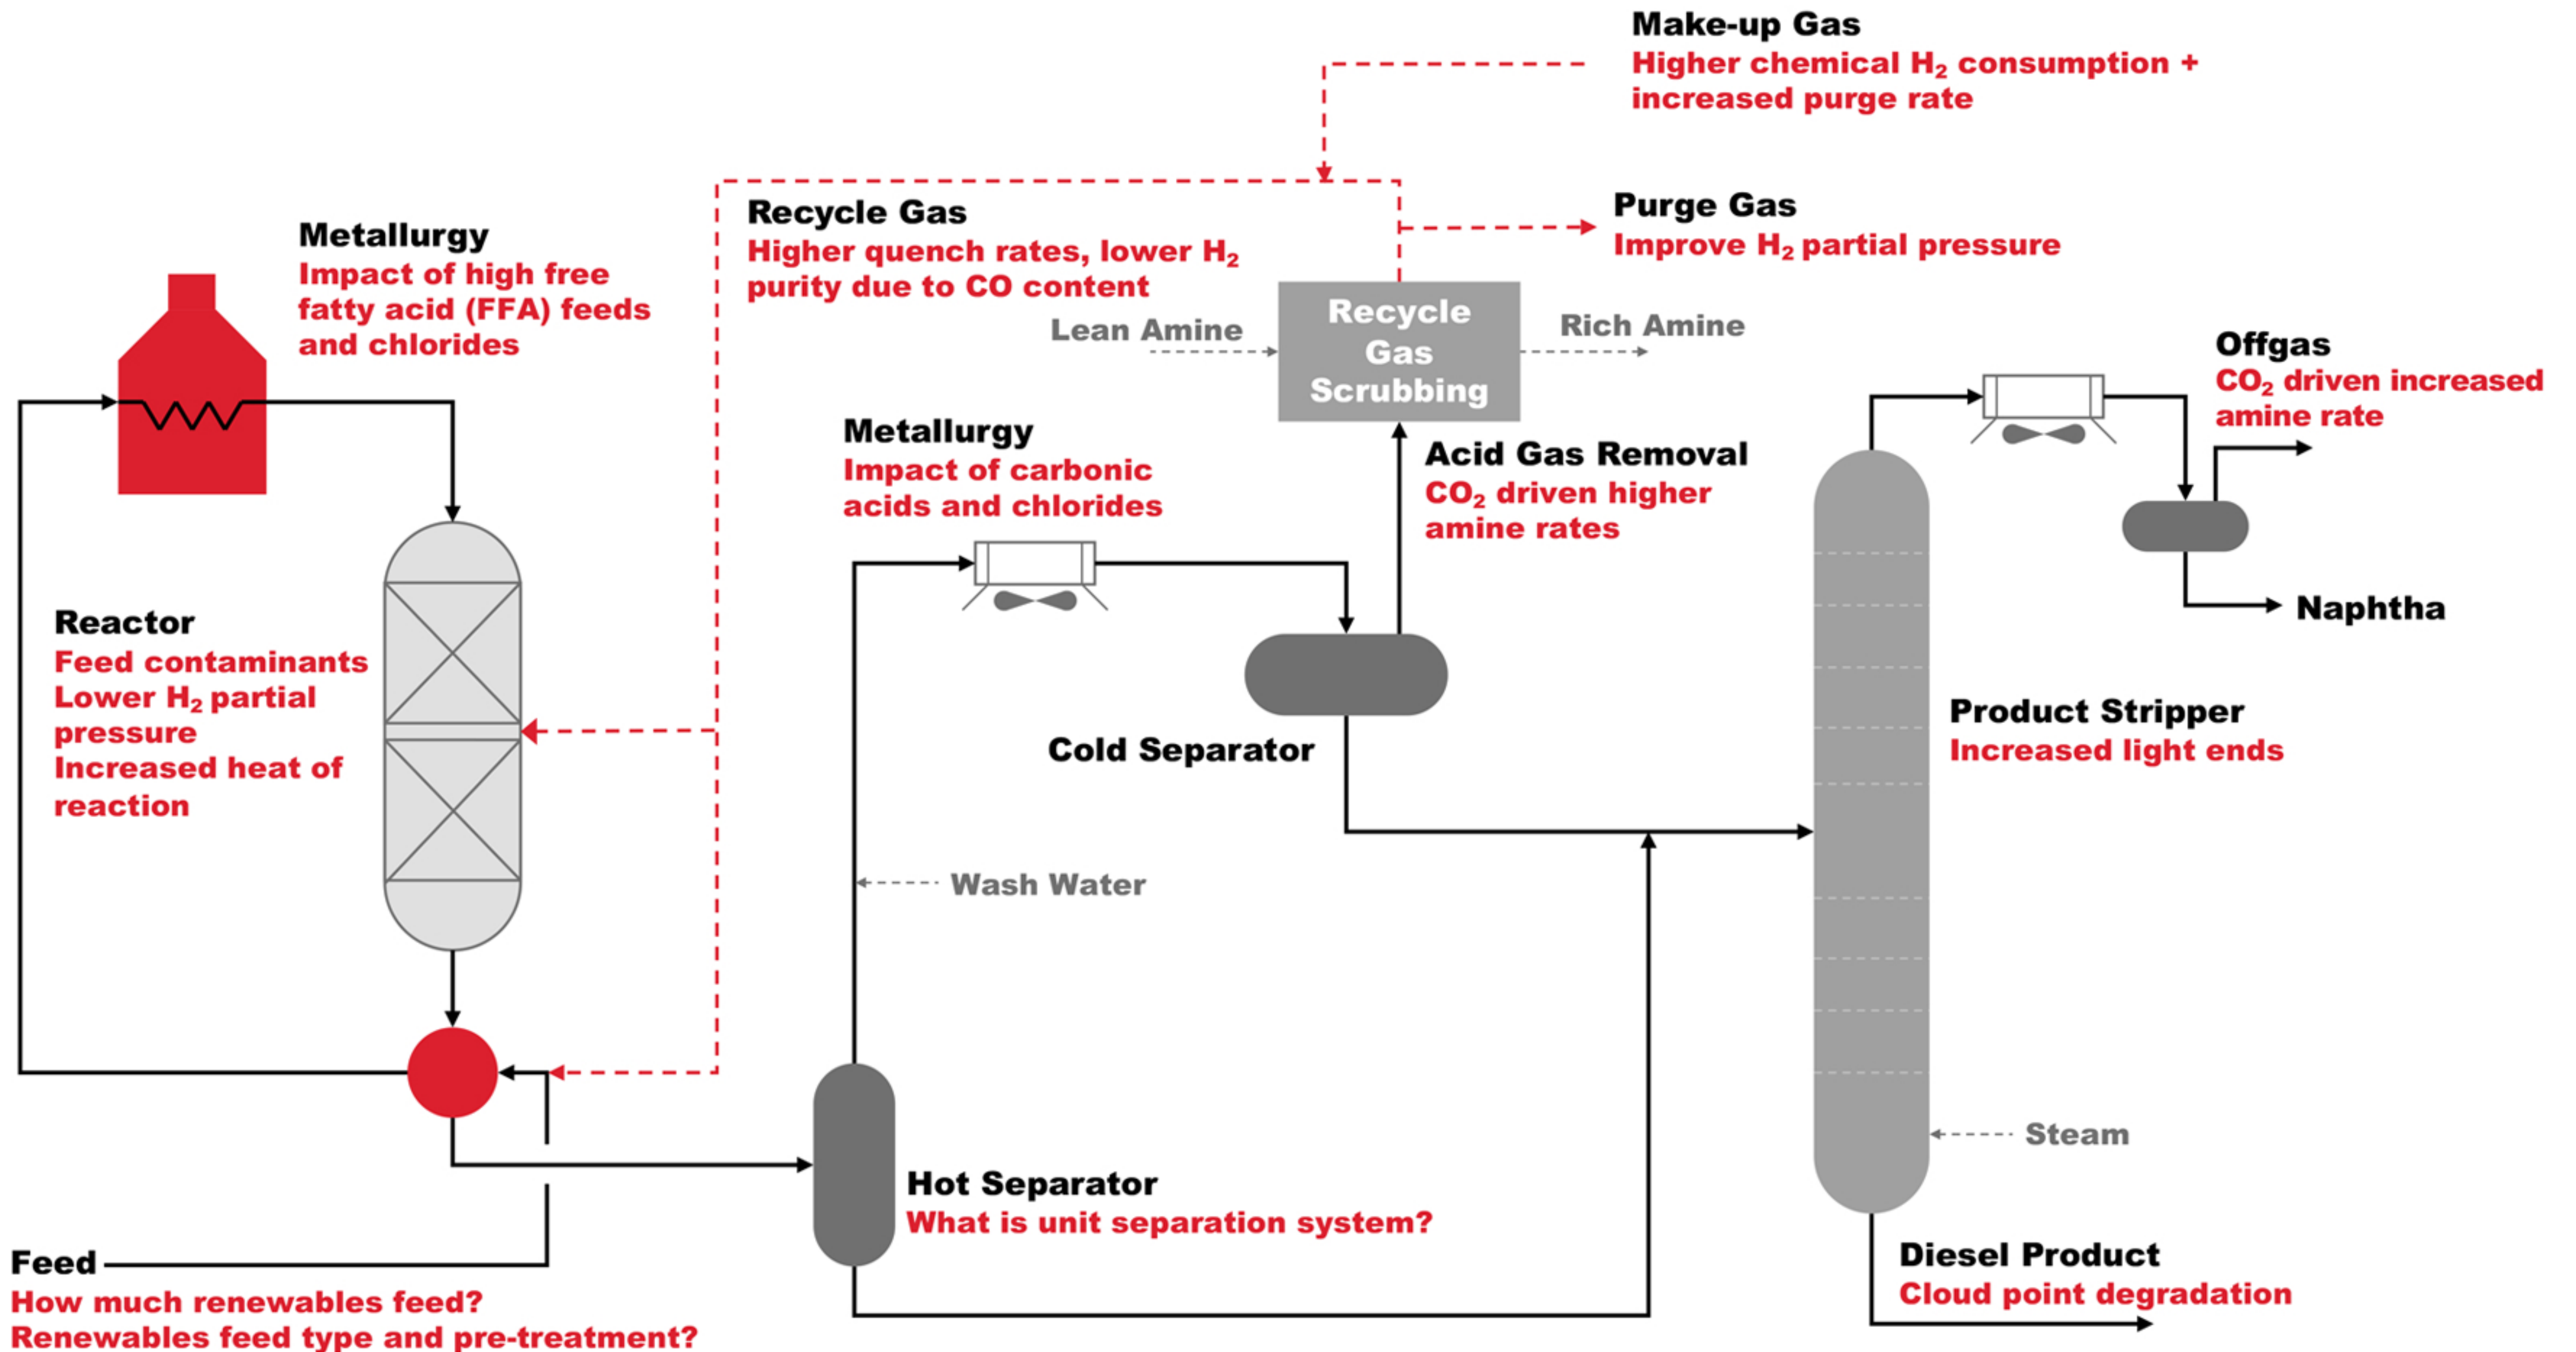 Make-up Gas
Higher chemical H₂ consumption +
increased purge rate
Metallurgy
Impact of high free
fatty acid (FFA) feeds
and chlorides
Recycle Gas
Higher quench rates, lower H₂
purity due to CO content
Purge Gas
Improve H₂ partial pressure
Lean Amine
Recycle
Gas
Scrubbing
Rich Amine
Offgas
CO₂ driven increased
amine rate
Metallurgy
Impact of carbonic
acids and chlorides
Acid Gas Removal
CO₂ driven higher
amine rates
Naphtha
Reactor
Feed contaminants
Lower H₂ partial
pressure
Increased heat of
reaction
Cold Separator
Product Stripper
Increased light ends
Wash Water
Steam
Hot Separator
What is unit separation system?
Feed
How much renewables feed?
Renewables feed type and pre-treatment?
Diesel Product
Cloud point degradation